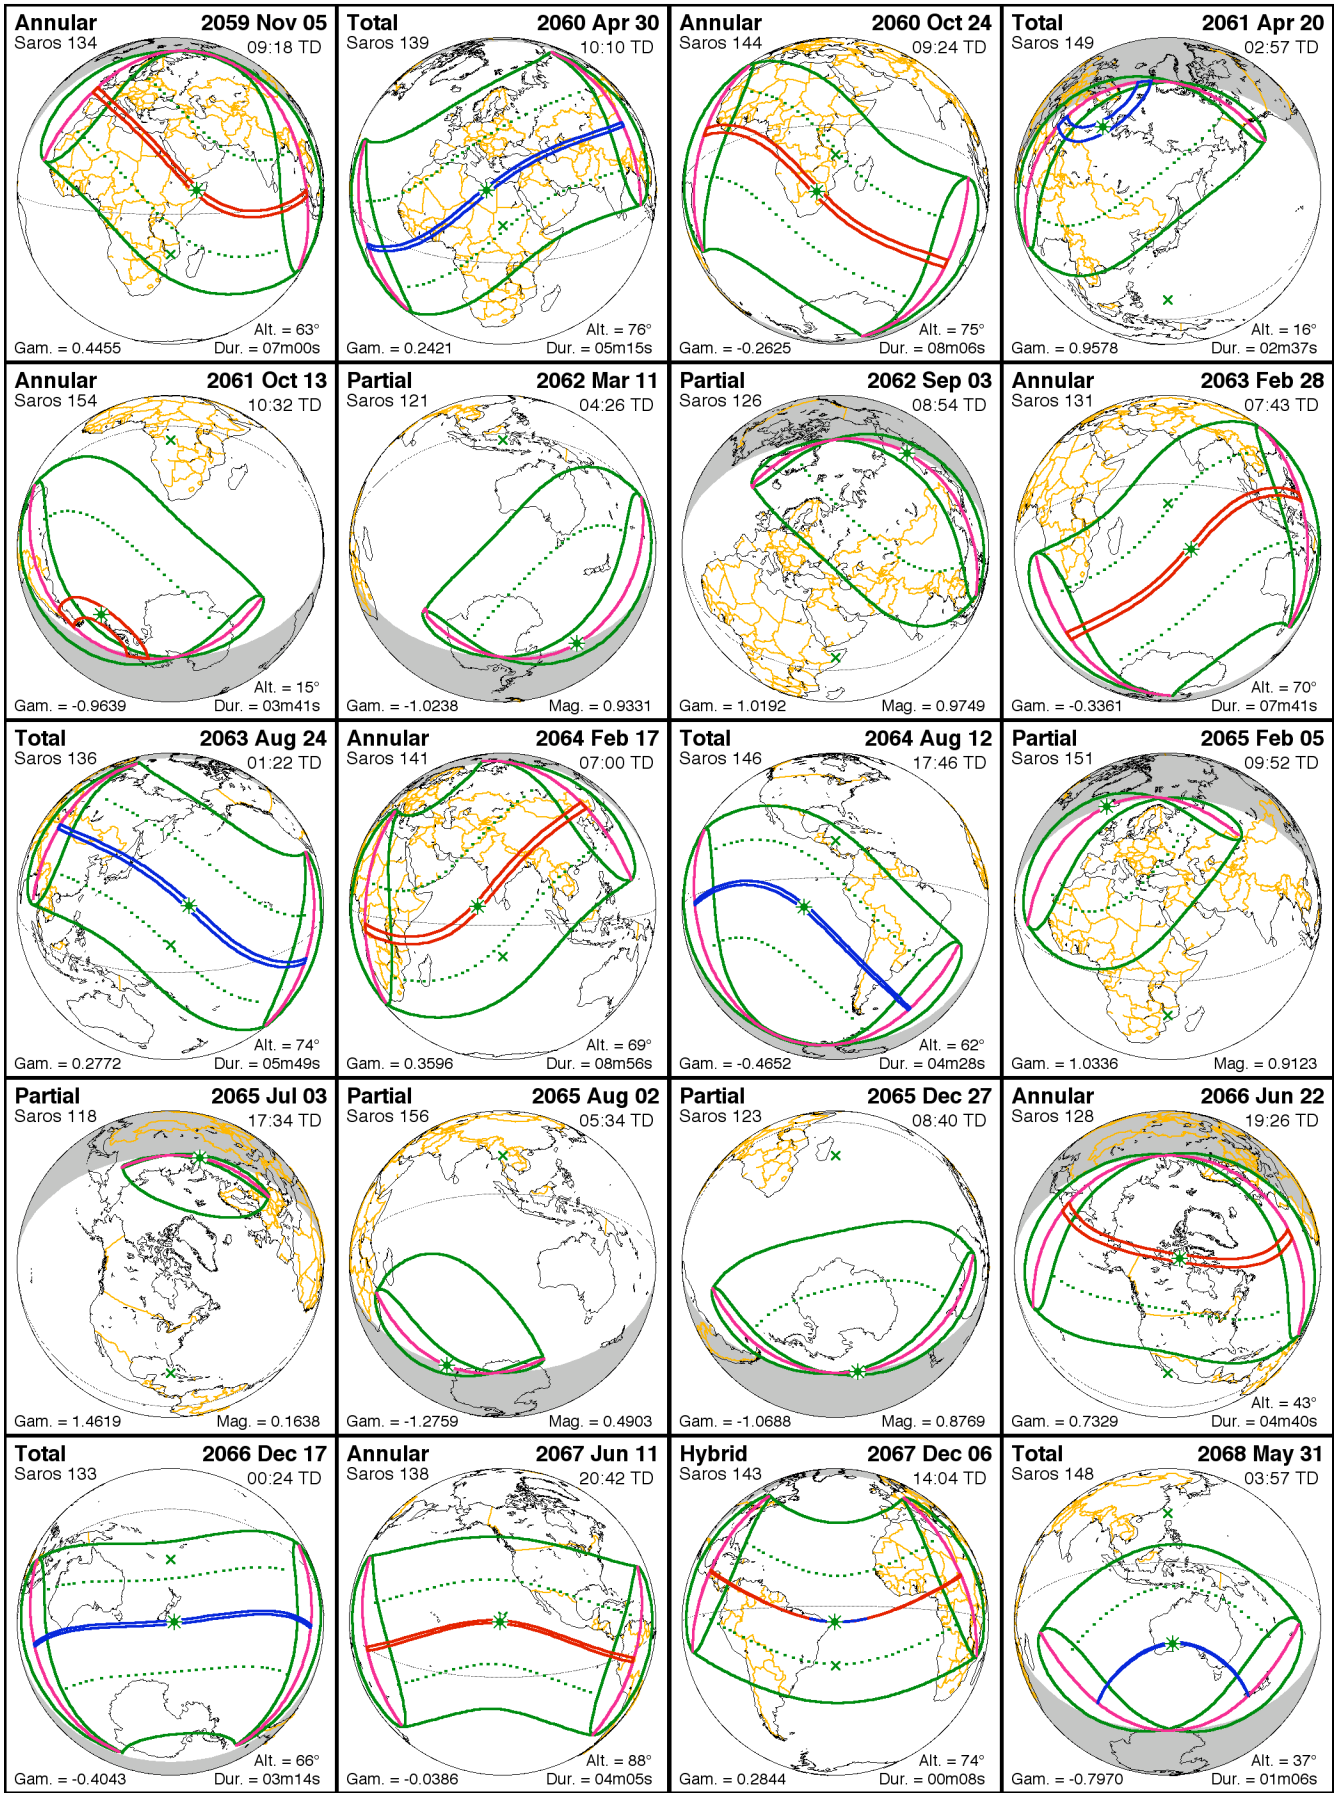 Annular 2059 Nov 05
Saros 134 09:18 TD
Alt. = 63°
Gam. = 0.4455 Dur. = 07m00s
Total 2060 Apr 30
Saros 139 10:10 TD
Alt. = 76°
Gam. = 0.2421 Dur. = 05m15s
Annular 2060 Oct 24
Saros 144 09:24 TD
Alt. = 75°
Gam. = -0.2625 Dur. = 08m06s
Total 2061 Apr 20
Saros 149 02:57 TD
Alt. = 16°
Gam. = 0.9578 Dur. = 02m37s
Annular 2061 Oct 13
Saros 154 10:32 TD
Alt. = 15°
Gam. = -0.9639 Dur. = 03m41s
Partial 2062 Mar 11
Saros 121 04:26 TD
Gam. = -1.0238 Mag. = 0.9331
Partial 2062 Sep 03
Saros 126 08:54 TD
Gam. = 1.0192 Mag. = 0.9749
Annular 2063 Feb 28
Saros 131 07:43 TD
Alt. = 70°
Gam. = -0.3361 Dur. = 07m41s
Total 2063 Aug 24
Saros 136 01:22 TD
Alt. = 74°
Gam. = 0.2772 Dur. = 05m49s
Annular 2064 Feb 17
Saros 141 07:00 TD
Alt. = 69°
Gam. = 0.3596 Dur. = 08m56s
Total 2064 Aug 12
Saros 146 17:46 TD
Alt. = 62°
Gam. = -0.4652 Dur. = 04m28s
Partial 2065 Feb 05
Saros 151 09:52 TD
Gam. = 1.0336 Mag. = 0.9123
Partial 2065 Jul 03
Saros 118 17:34 TD
Gam. = 1.4619 Mag. = 0.1638
Partial 2065 Aug 02
Saros 156 05:34 TD
Gam. = -1.2759 Mag. = 0.4903
Partial 2065 Dec 27
Saros 123 08:40 TD
Gam. = -1.0688 Mag. = 0.8769
Annular 2066 Jun 22
Saros 128 19:26 TD
Alt. = 43°
Gam. = 0.7329 Dur. = 04m40s
Total 2066 Dec 17
Saros 133 00:24 TD
Alt. = 66°
Gam. = -0.4043 Dur. = 03m14s
Annular 2067 Jun 11
Saros 138 20:42 TD
Alt. = 88°
Gam. = -0.0386 Dur. = 04m05s
Hybrid 2067 Dec 06
Saros 143 14:04 TD
Alt. = 74°
Gam. = 0.2844 Dur. = 00m08s
Total 2068 May 31
Saros 148 03:57 TD
Alt. = 37°
Gam. = -0.7970 Dur. = 01m06s